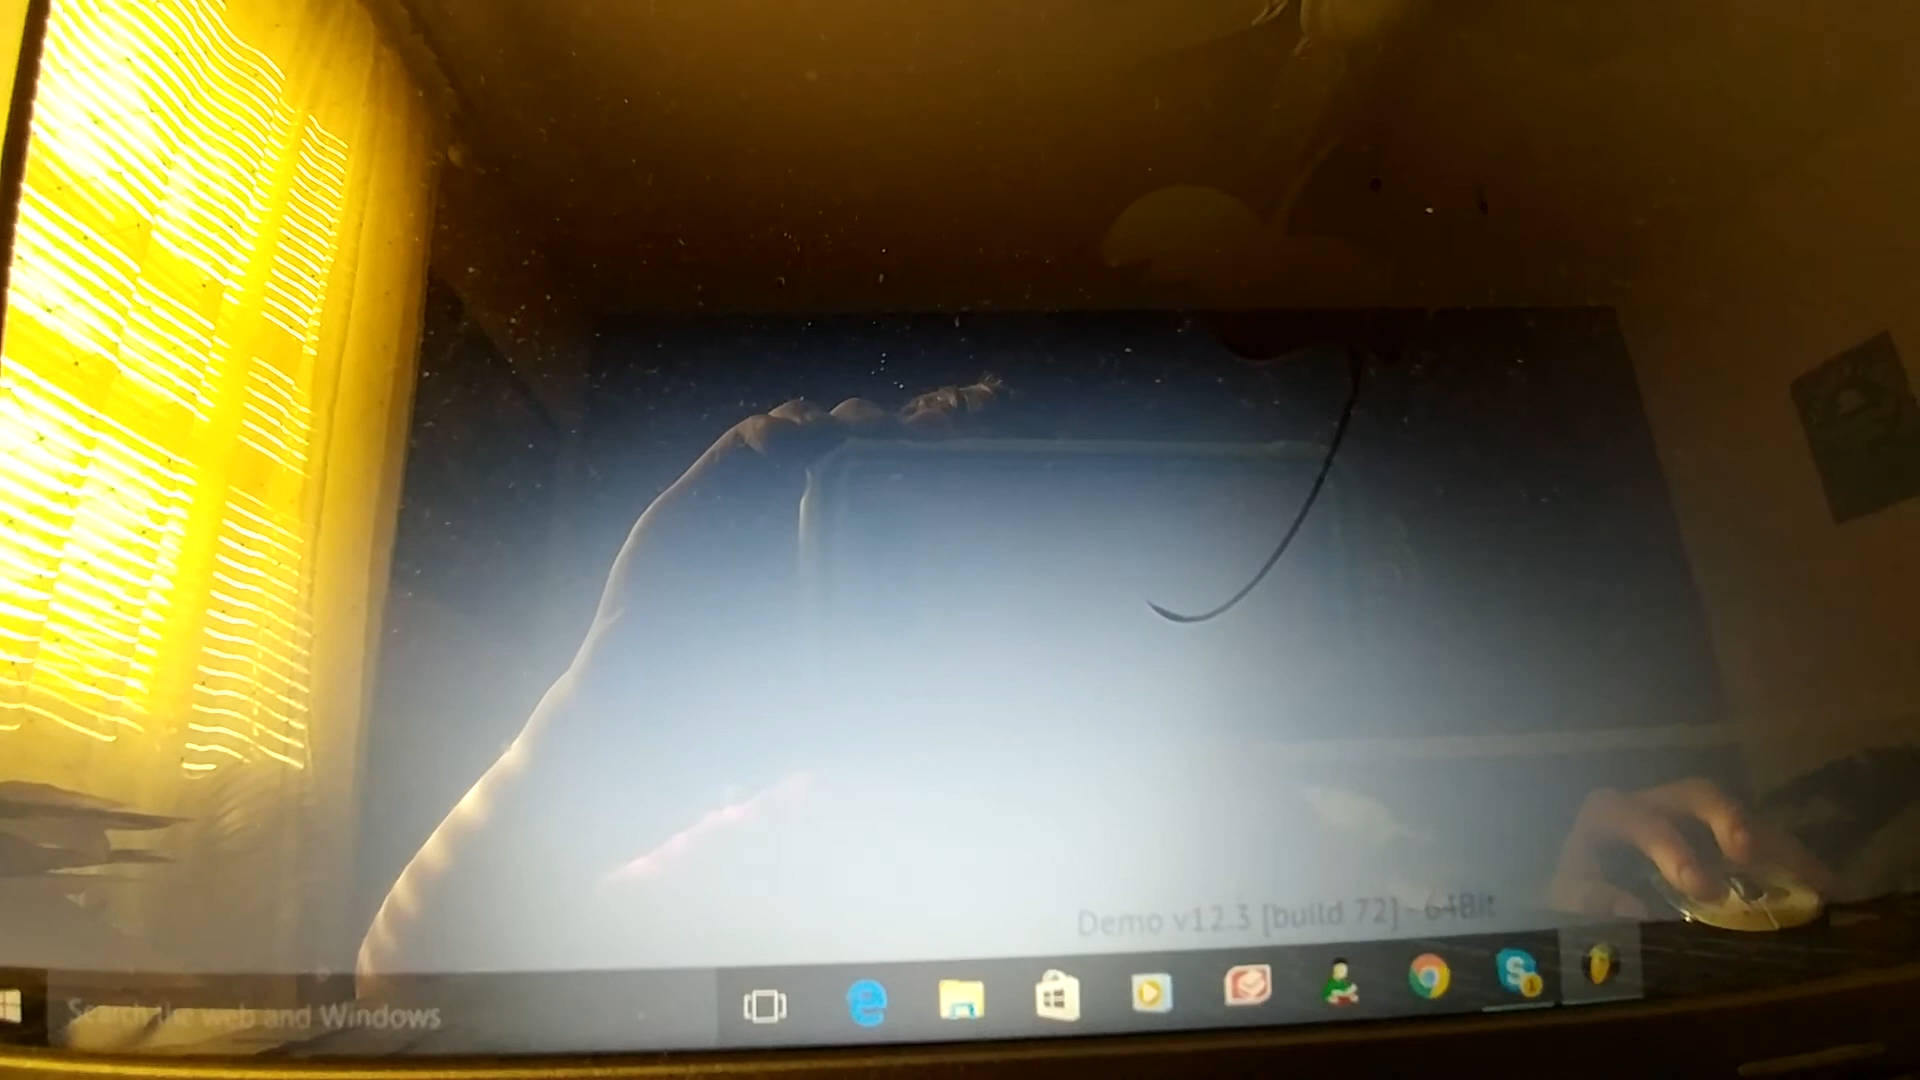 Demo v12.3 [build 72] - 64Bit
Search the web and Windows